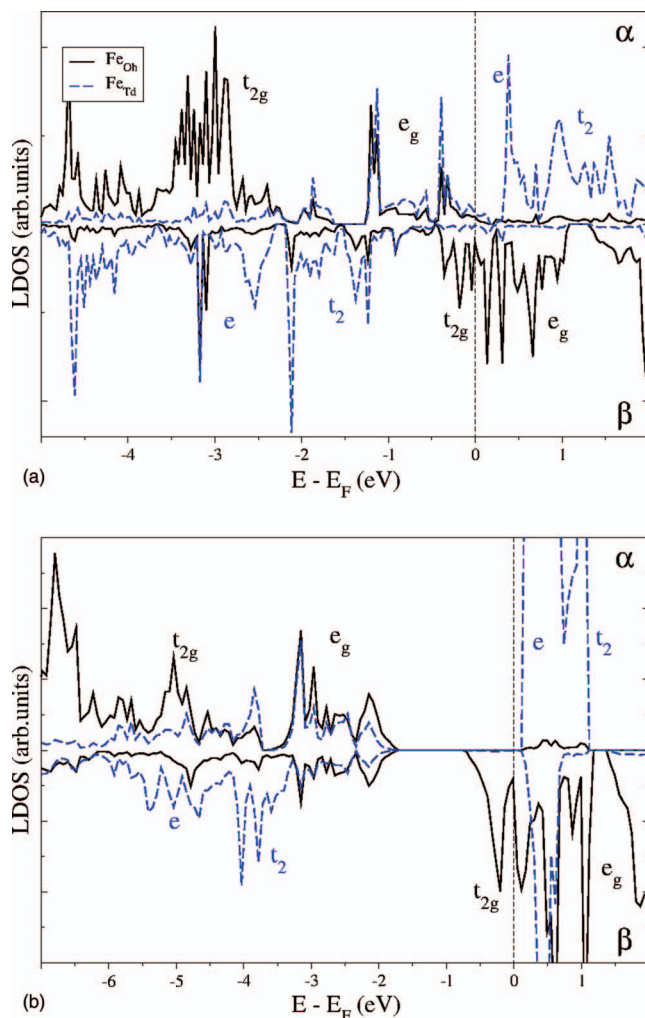 α
Fe_Oh
Fe_Td
t_2g
e_g
e
t_2
LDOS (arb.units)
e
t_2
t_2g
e_g
β
-4 -3 -2 -1 0 1
(a)
E - E_F (eV)
α
t_2g
e_g
e
t_2
LDOS (arb.units)
e
t_2
t_2g
e_g
β
-7 -6 -5 -4 -3 -2 -1 0 1
(b)
E - E_F (eV)